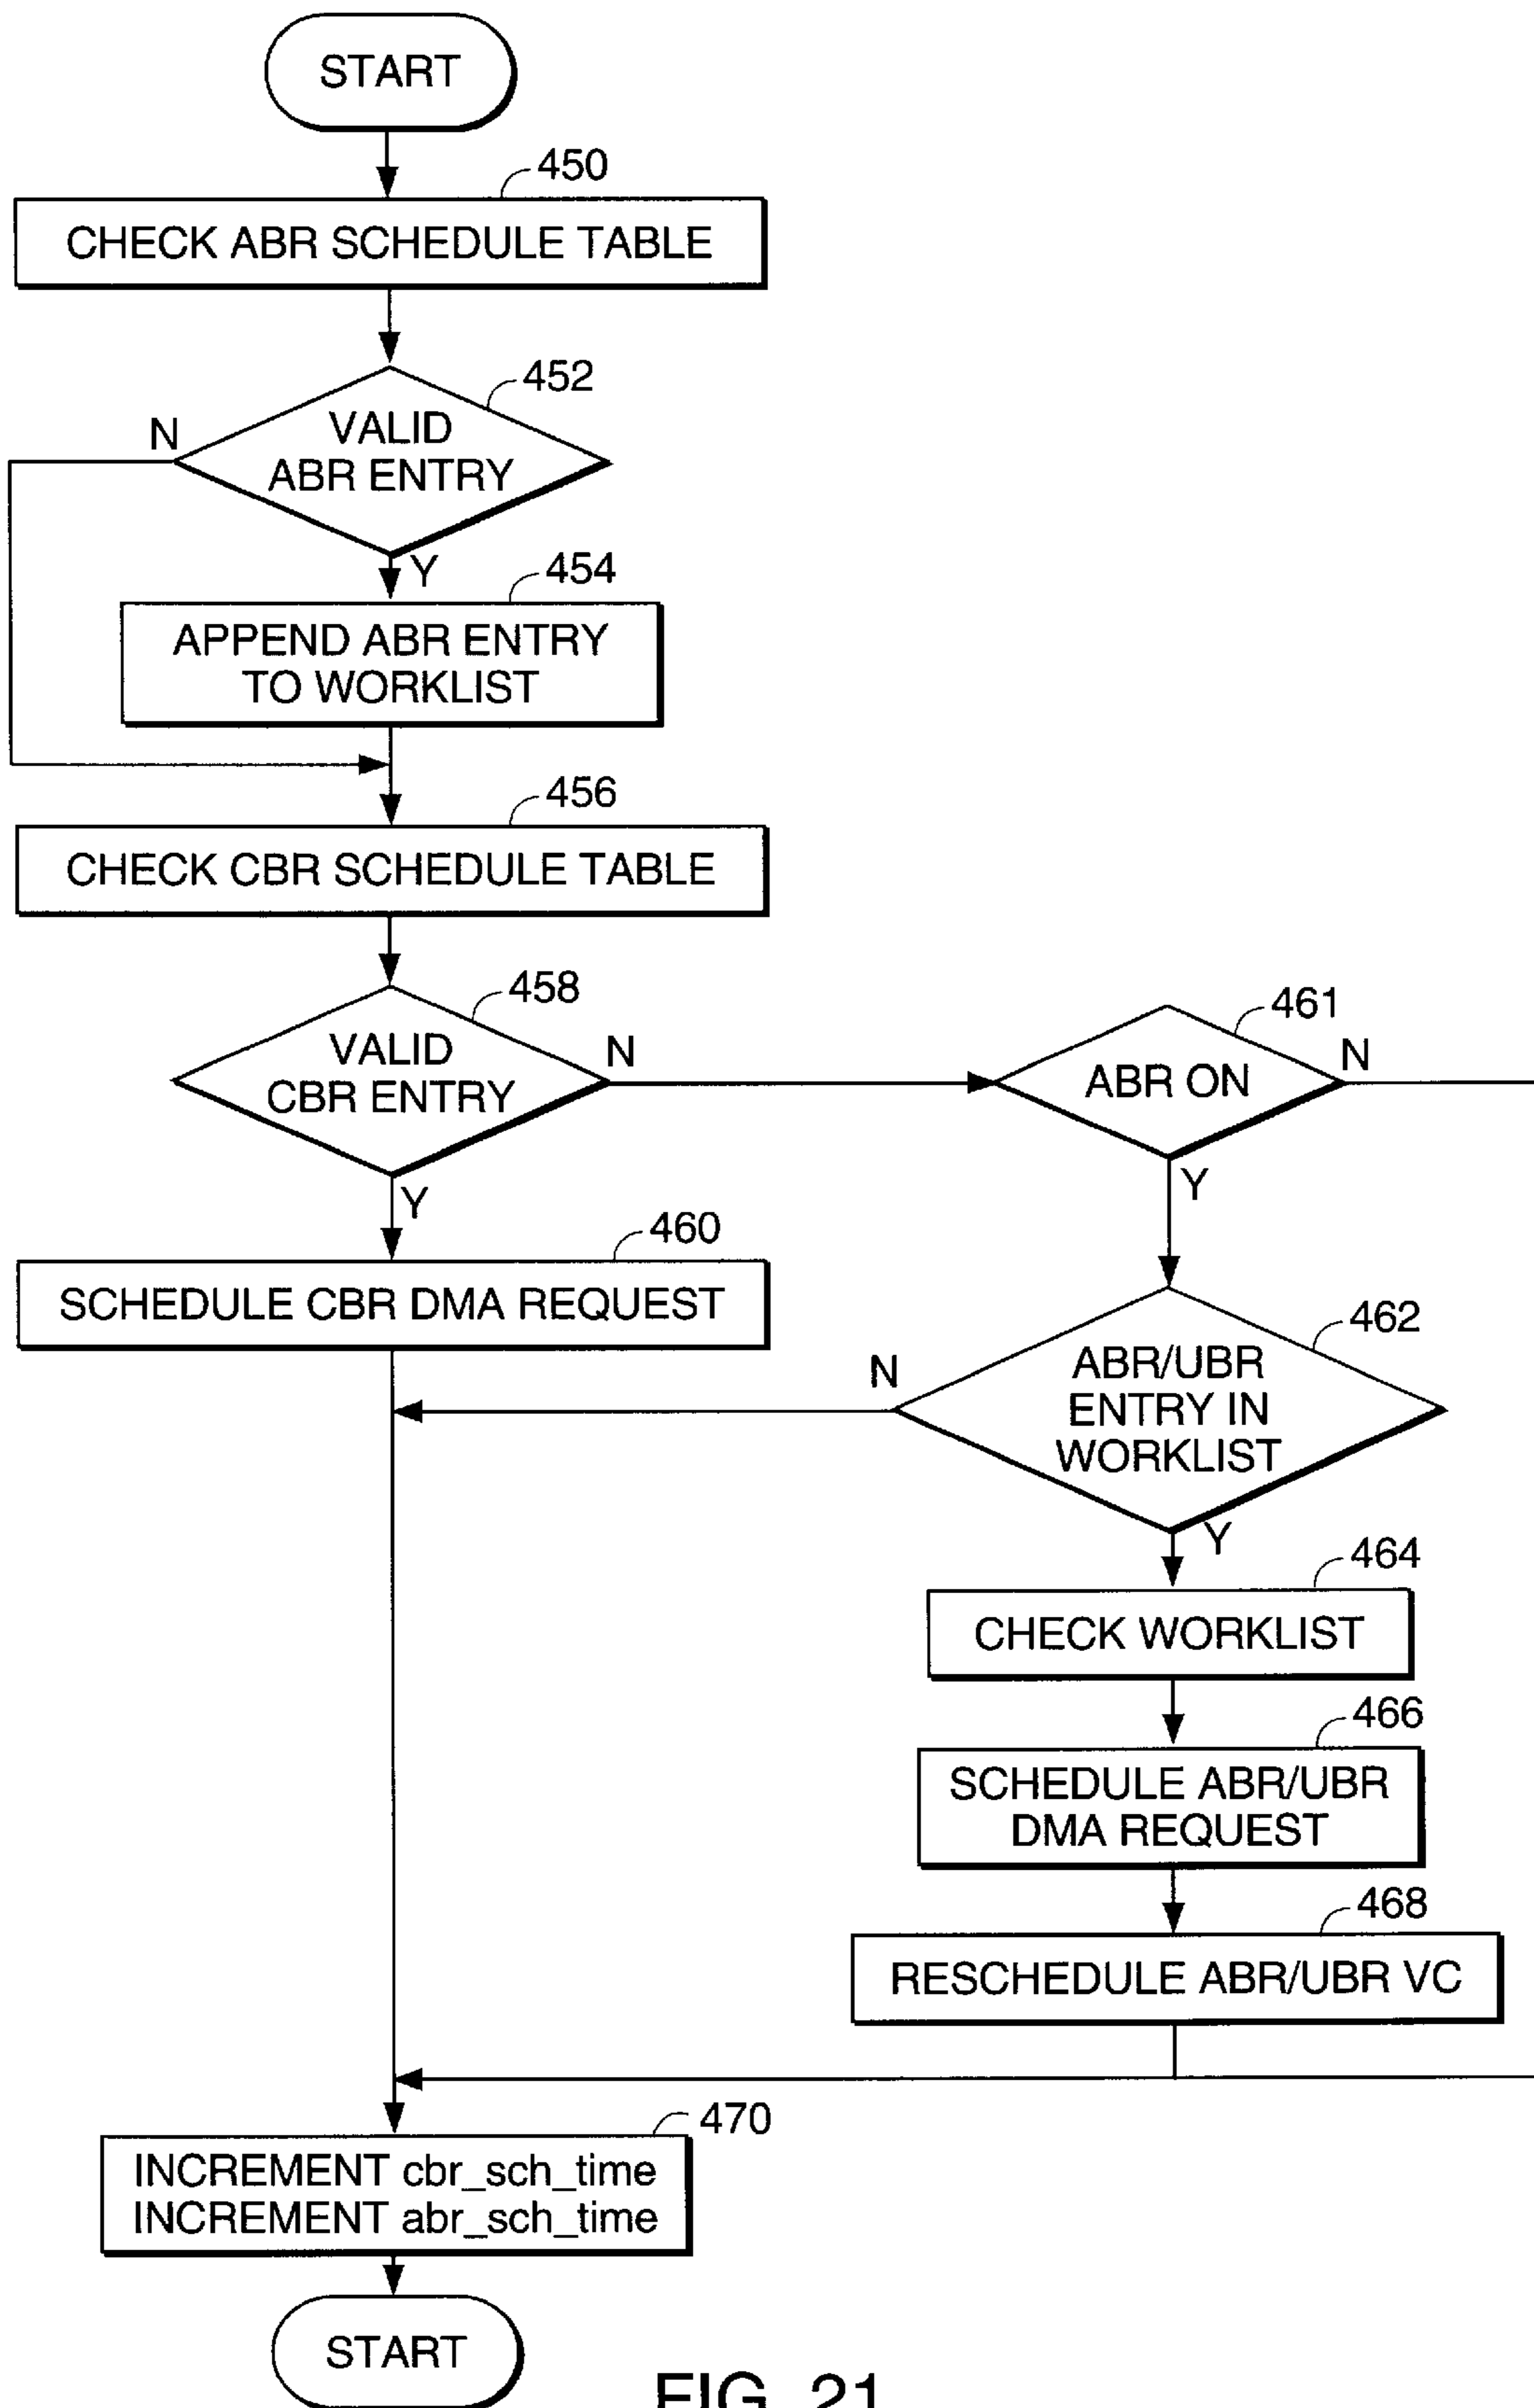 START
450
CHECK ABR SCHEDULE TABLE
452
N
VALID
ABR ENTRY
Y
454
APPEND ABR ENTRY
TO WORKLIST
456
CHECK CBR SCHEDULE TABLE
458
VALID
CBR ENTRY
N
Y
461
ABR ON
N
Y
460
SCHEDULE CBR DMA REQUEST
462
ABR/UBR
ENTRY IN
WORKLIST
N
Y
464
CHECK WORKLIST
466
SCHEDULE ABR/UBR
DMA REQUEST
468
RESCHEDULE ABR/UBR VC
470
INCREMENT cbr_sch_time
INCREMENT abr_sch_time
START
FIG. 21